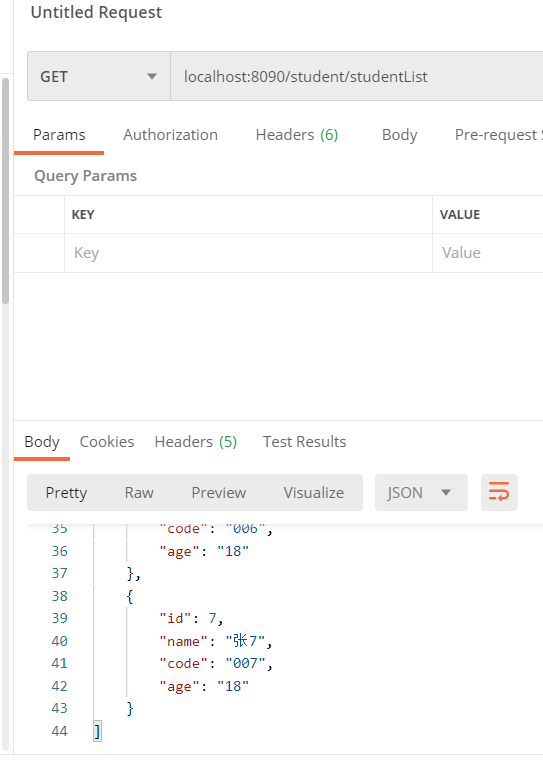 Untitled Request
GET localhost:8090/student/studentList
Params Authorization Headers (6) Body Pre-request S
Query Params
KEY VALUE
Key Value
Body Cookies Headers (5) Test Results
Pretty Raw Preview Visualize JSON
35 "code": "006",
36 "age": "18"
37 },
38 {
39 "id": 7,
40 "name": "张7",
41 "code": "007",
42 "age": "18"
43 }
44 ]